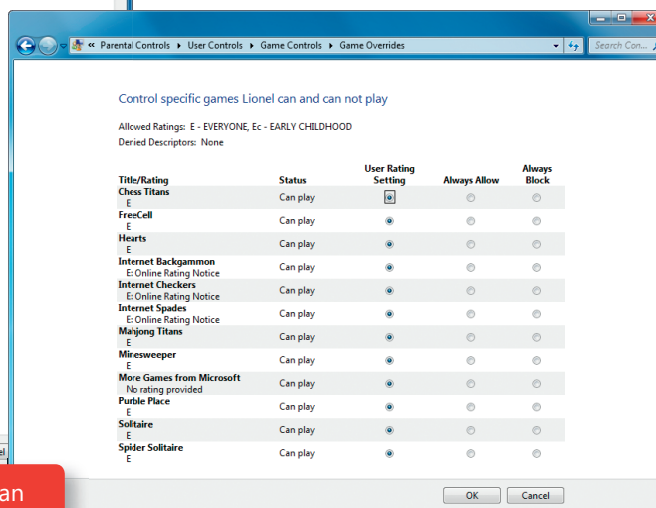 « Parental Controls ▸ User Controls ▸ Game Controls ▸ Game Overrides
Search Con...
Control specific games Lionel can and can not play
Allowed Ratings: E - EVERYONE, Ec - EARLY CHILDHOOD
Denied Descriptors: None
Title/Rating Status User Rating Setting Always Allow Always Block
Chess Titans
E Can play
FreeCell
E Can play
Hearts
E Can play
Internet Backgammon
E: Online Rating Notice Can play
Internet Checkers
E: Online Rating Notice Can play
Internet Spades
E: Online Rating Notice Can play
Mahjong Titans
E Can play
Minesweeper
E Can play
More Games from Microsoft
No rating provided Can play
Purble Place
E Can play
Solitaire
E Can play
Spider Solitaire
E Can play
el
an
OK Cancel